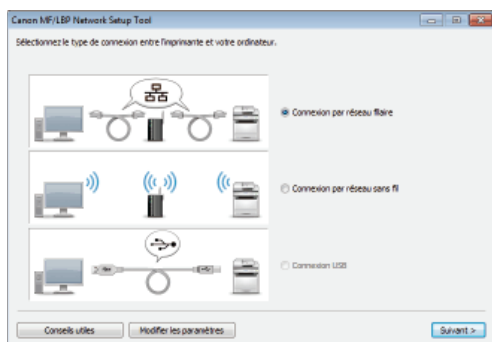 Canon MF/LBP Network Setup Tool
Sélectionnez le type de connexion entre l'imprimante et votre ordinateur.
Connexion par réseau filaire
Connexion par réseau sans fil
Connexion USB
Conseils utiles
Modifier les paramètres
Suivant >